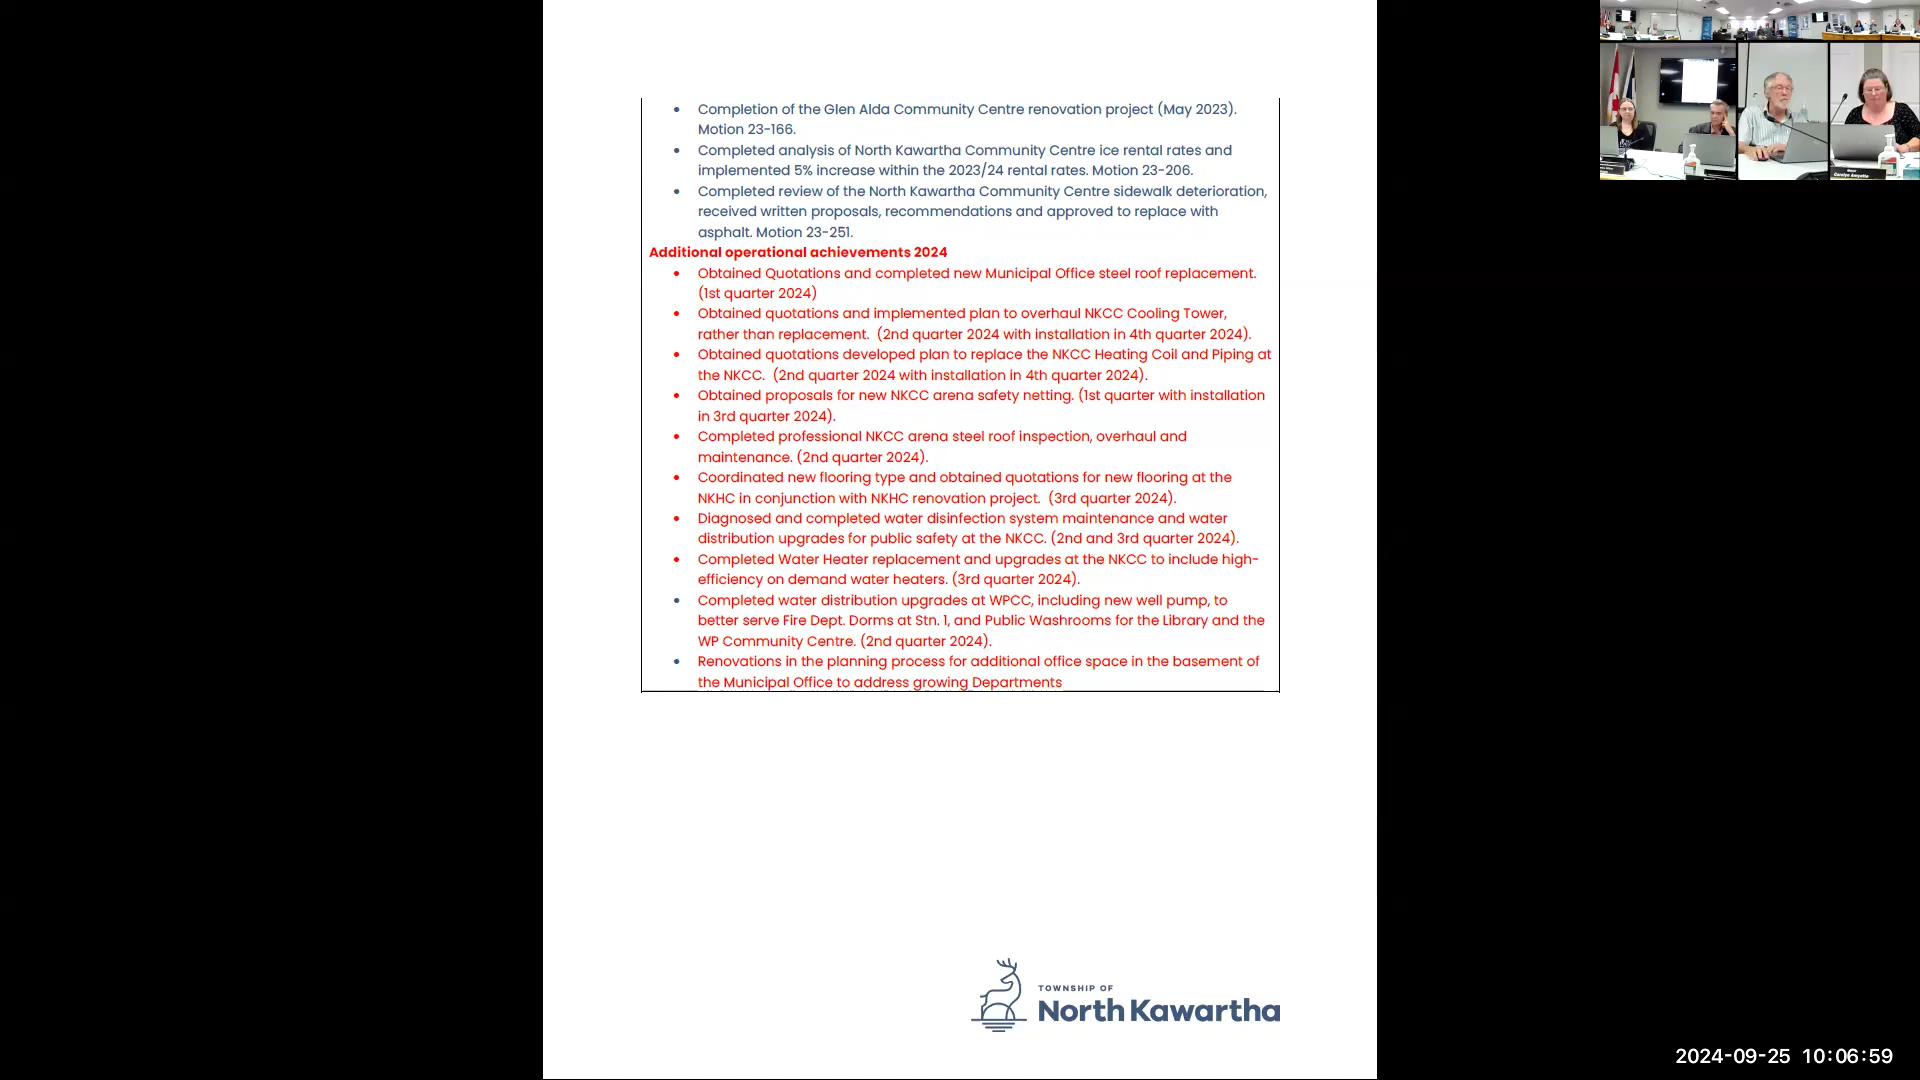 • Completion of the Glen Alda Community Centre renovation project (May 2023).
Motion 23-166.
• Completed analysis of North Kawartha Community Centre ice rental rates and
implemented 5% increase within the 2023/24 rental rates. Motion 23-206.
• Completed review of the North Kawartha Community Centre sidewalk deterioration,
received written proposals, recommendations and approved to replace with
asphalt. Motion 23-251.
Additional operational achievements 2024
• Obtained Quotations and completed new Municipal Office steel roof replacement.
(1st quarter 2024)
• Obtained quotations and implemented plan to overhaul NKCC Cooling Tower,
rather than replacement.  (2nd quarter 2024 with installation in 4th quarter 2024).
• Obtained quotations developed plan to replace the NKCC Heating Coil and Piping at
the NKCC.  (2nd quarter 2024 with installation in 4th quarter 2024).
• Obtained proposals for new NKCC arena safety netting. (1st quarter with installation
in 3rd quarter 2024).
• Completed professional NKCC arena steel roof inspection, overhaul and
maintenance. (2nd quarter 2024).
• Coordinated new flooring type and obtained quotations for new flooring at the
NKHC in conjunction with NKHC renovation project.  (3rd quarter 2024).
• Diagnosed and completed water disinfection system maintenance and water
distribution upgrades for public safety at the NKCC. (2nd and 3rd quarter 2024).
• Completed Water Heater replacement and upgrades at the NKCC to include high-
efficiency on demand water heaters. (3rd quarter 2024).
• Completed water distribution upgrades at WPCC, including new well pump, to
better serve Fire Dept. Dorms at Stn. 1, and Public Washrooms for the Library and the
WP Community Centre. (2nd quarter 2024).
• Renovations in the planning process for additional office space in the basement of
the Municipal Office to address growing Departments
TOWNSHIP OF
North Kawartha
2024-09-25 10:06:59